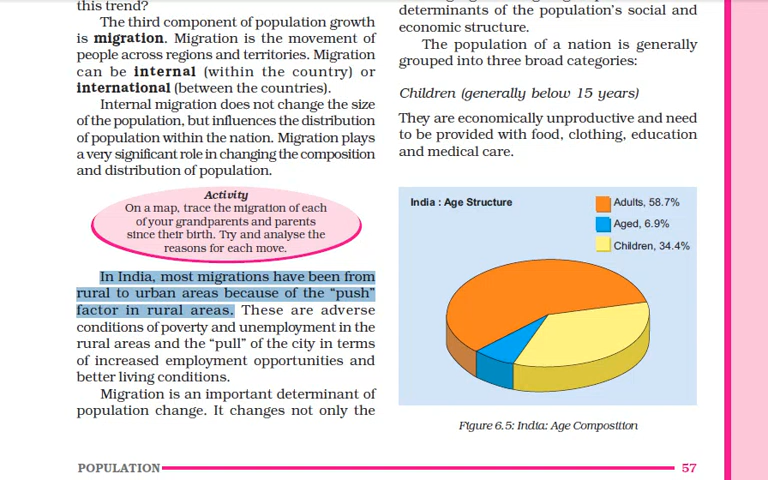 this trend?
The third component of population growth
is migration. Migration is the movement of
people across regions and territories. Migration
can be internal (within the country) or
international (between the countries).
Internal migration does not change the size
of the population, but influences the distribution
of population within the nation. Migration plays
a very significant role in changing the composition
and distribution of population.
Activity
On a map, trace the migration of each
of your grandparents and parents
since their birth. Try and analyse the
reasons for each move.
In India, most migrations have been from
rural to urban areas because of the “push”
factor in rural areas. These are adverse
conditions of poverty and unemployment in the
rural areas and the “pull” of the city in terms
of increased employment opportunities and
better living conditions.
Migration is an important determinant of
population change. It changes not only the
determinants of the population’s social and
economic structure.
The population of a nation is generally
grouped into three broad categories:
Children (generally below 15 years)
They are economically unproductive and need
to be provided with food, clothing, education
and medical care.
India : Age Structure
Adults, 58.7%
Aged, 6.9%
Children, 34.4%
Figure 6.5: India: Age Composition
POPULATION
57